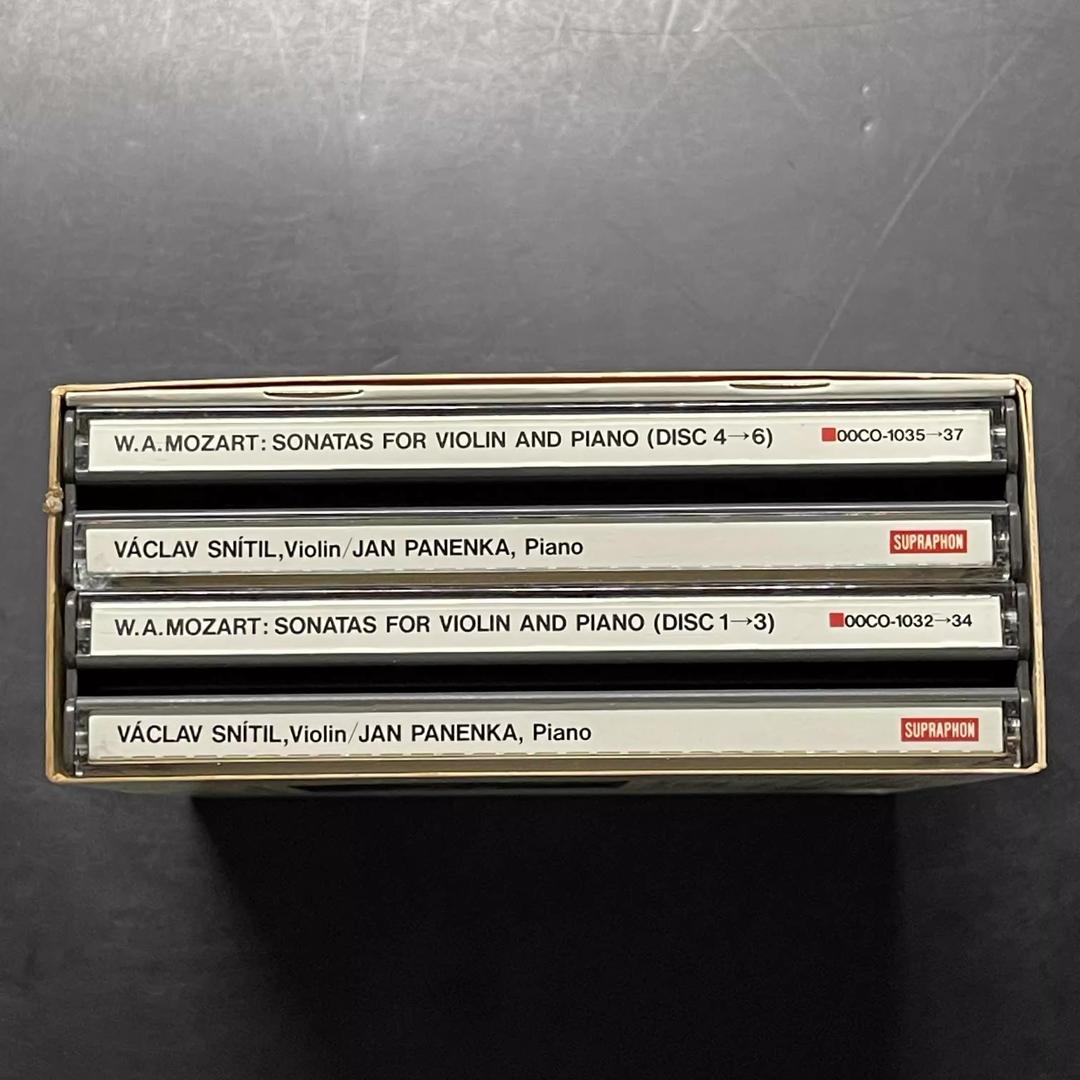 W.A.MOZART: SONATAS FOR VIOLIN AND PIANO (DISC 4→6) ■00CO-1035→37
VÁCLAV SNÍTIL,Violin/JAN PANENKA, Piano SUPRAPHON
W.A.MOZART: SONATAS FOR VIOLIN AND PIANO (DISC 1→3) ■00CO-1032→34
VÁCLAV SNÍTIL,Violin/JAN PANENKA, Piano SUPRAPHON